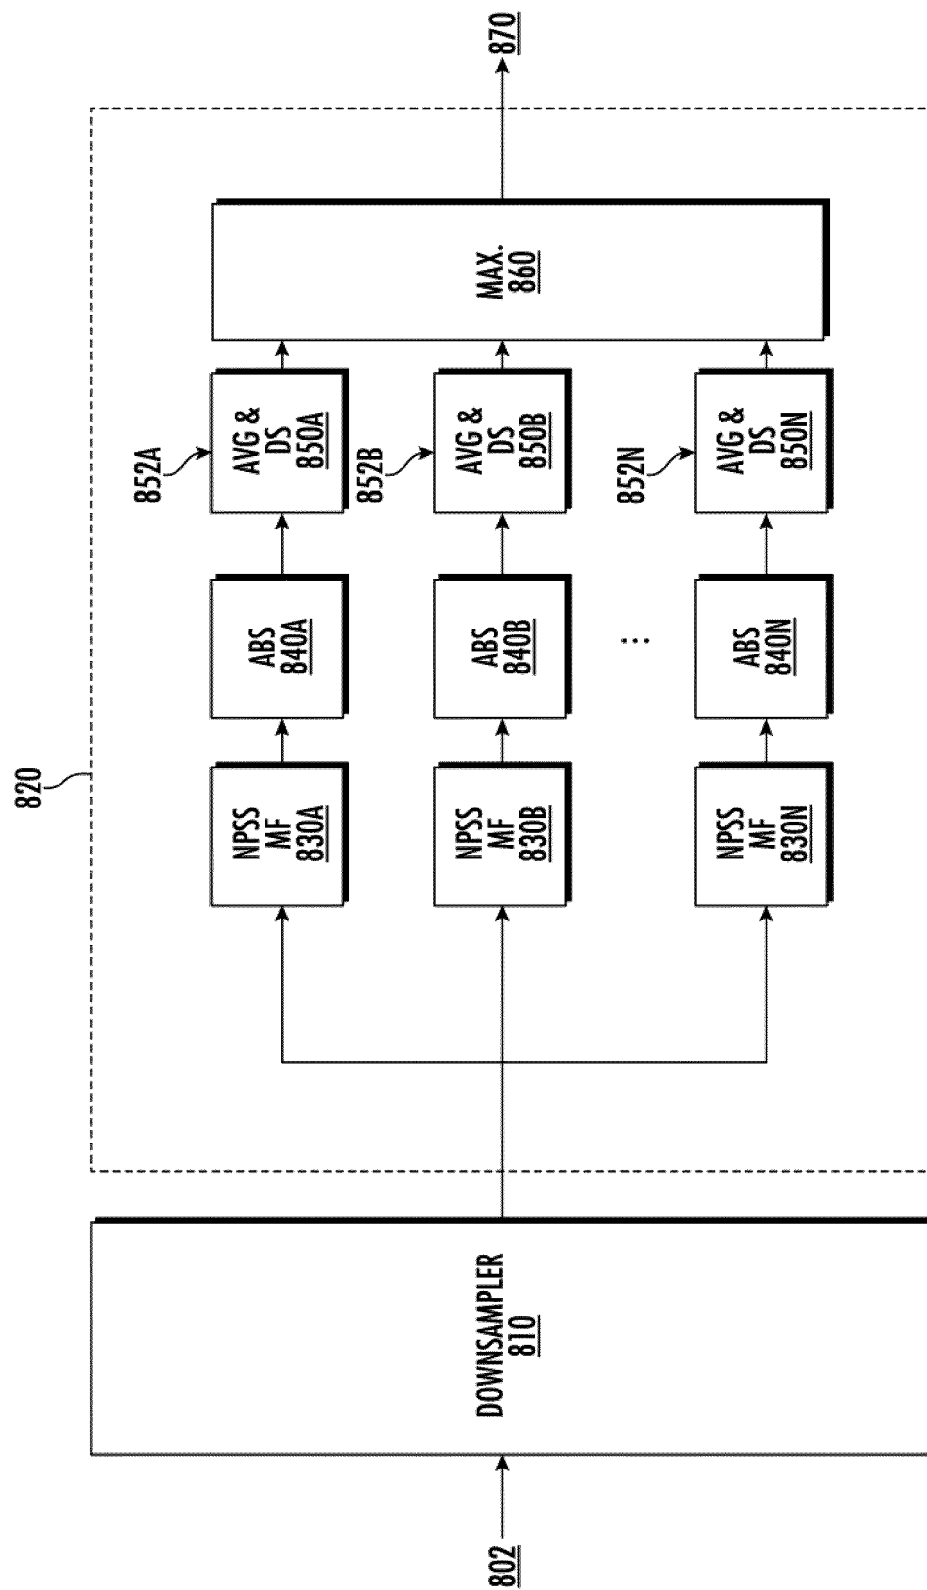 820
802
DOWNSAMPLER
810
NPSS
MF
830A
ABS
840A
852A
AVG &
DS
850A
NPSS
MF
830B
ABS
840B
852B
AVG &
DS
850B
...
NPSS
MF
830N
ABS
840N
852N
AVG &
DS
850N
MAX.
860
870